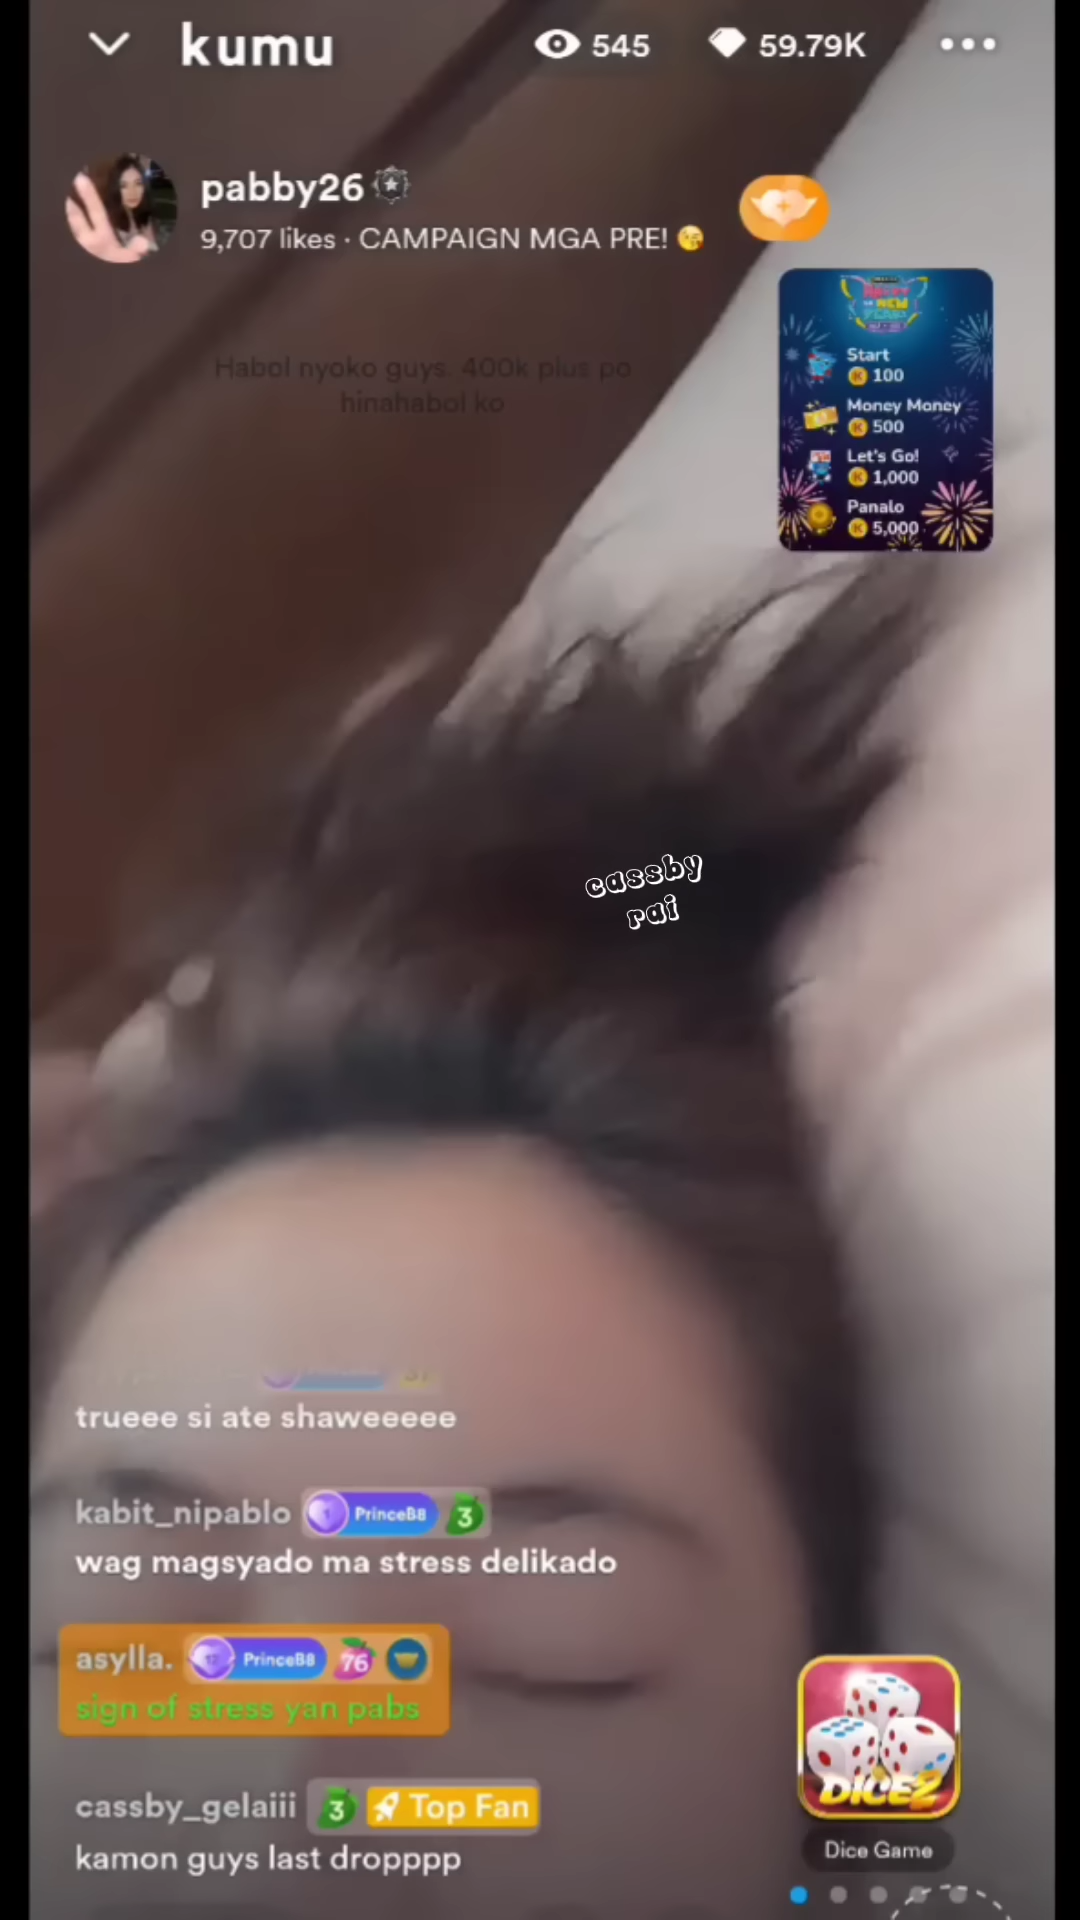 kumu 545 59.79K
pabby26
9,707 likes · CAMPAIGN MGA PRE! 😘
Habol nyoko guys. 400k plus po
hinahabol ko
Start
100
Money Money
500
Let's Go!
1,000
Panalo
5,000
cassby
rai
trueee si ate shaweeeee
kabit_nipablo 1 PrinceB8 3
wag magsyado ma stress delikado
asylla. PrinceB8 76
sign of stress yan pabs
cassby_gelaiii 3 Top Fan
kamon guys last dropppp
DICE2
Dice Game